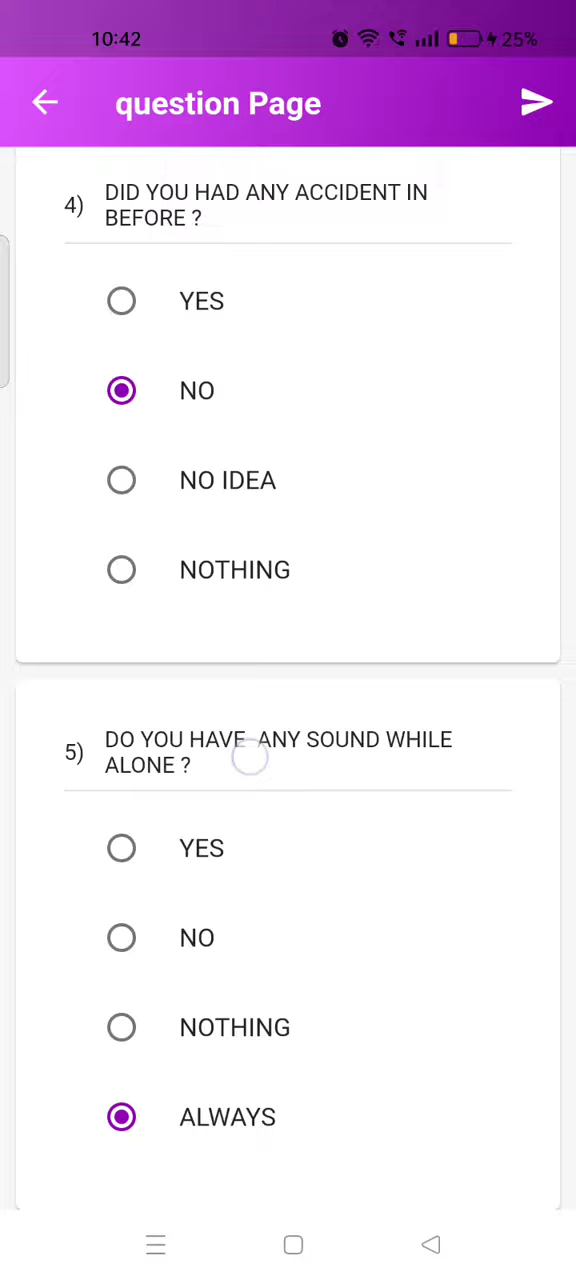 10:42
25%
question Page
4)
DID YOU HAD ANY ACCIDENT IN
BEFORE ?
YES
NO
NO IDEA
NOTHING
5)
DO YOU HAVE ANY SOUND WHILE
ALONE ?
YES
NO
NOTHING
ALWAYS